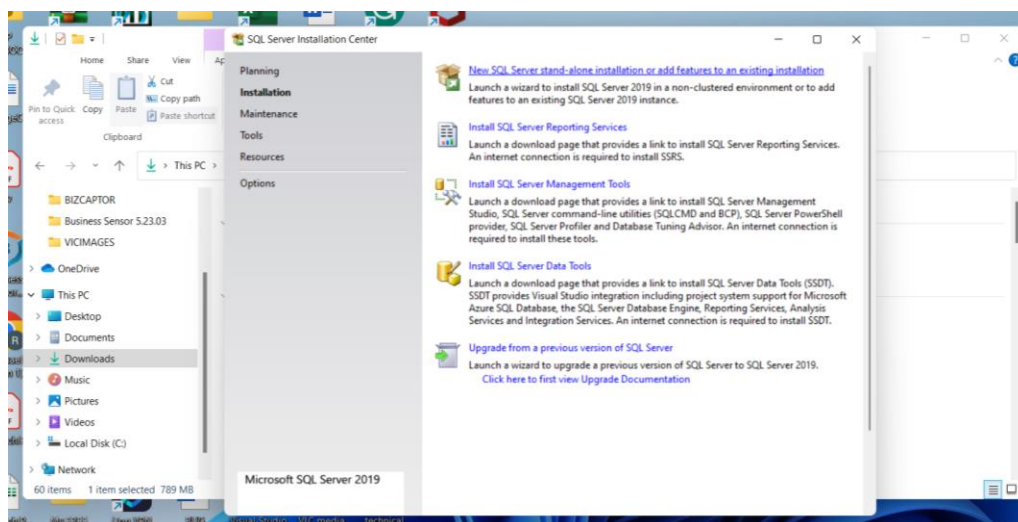 SQL Server Installation Center
Home Share View
Pin to Quick access
Copy
Paste
Cut
Copy path
Paste shortcut
Clipboard
This PC
BIZCAPTOR
Business Sensor 5.23.03
VICIMAGES
OneDrive
This PC
Desktop
Documents
Downloads
Music
Pictures
Videos
Local Disk (C:)
Network
60 items 1 item selected 789 MB
Planning
Installation
Maintenance
Tools
Resources
Options
Microsoft SQL Server 2019
New SQL Server stand-alone installation or add features to an existing installation
Launch a wizard to install SQL Server 2019 in a non-clustered environment or to add
features to an existing SQL Server 2019 instance.
Install SQL Server Reporting Services
Launch a download page that provides a link to install SQL Server Reporting Services.
An internet connection is required to install SSRS.
Install SQL Server Management Tools
Launch a download page that provides a link to install SQL Server Management
Studio, SQL Server command-line utilities (SQLCMD and BCP), SQL Server PowerShell
provider, SQL Server Profiler and Database Tuning Advisor. An internet connection is
required to install these tools.
Install SQL Server Data Tools
Launch a download page that provides a link to install SQL Server Data Tools (SSDT).
SSDT provides Visual Studio integration including project system support for Microsoft
Azure SQL Database, the SQL Server Database Engine, Reporting Services, Analysis
Services and Integration Services. An internet connection is required to install SSDT.
Upgrade from a previous version of SQL Server
Launch a wizard to upgrade a previous version of SQL Server to SQL Server 2019.
Click here to first view Upgrade Documentation